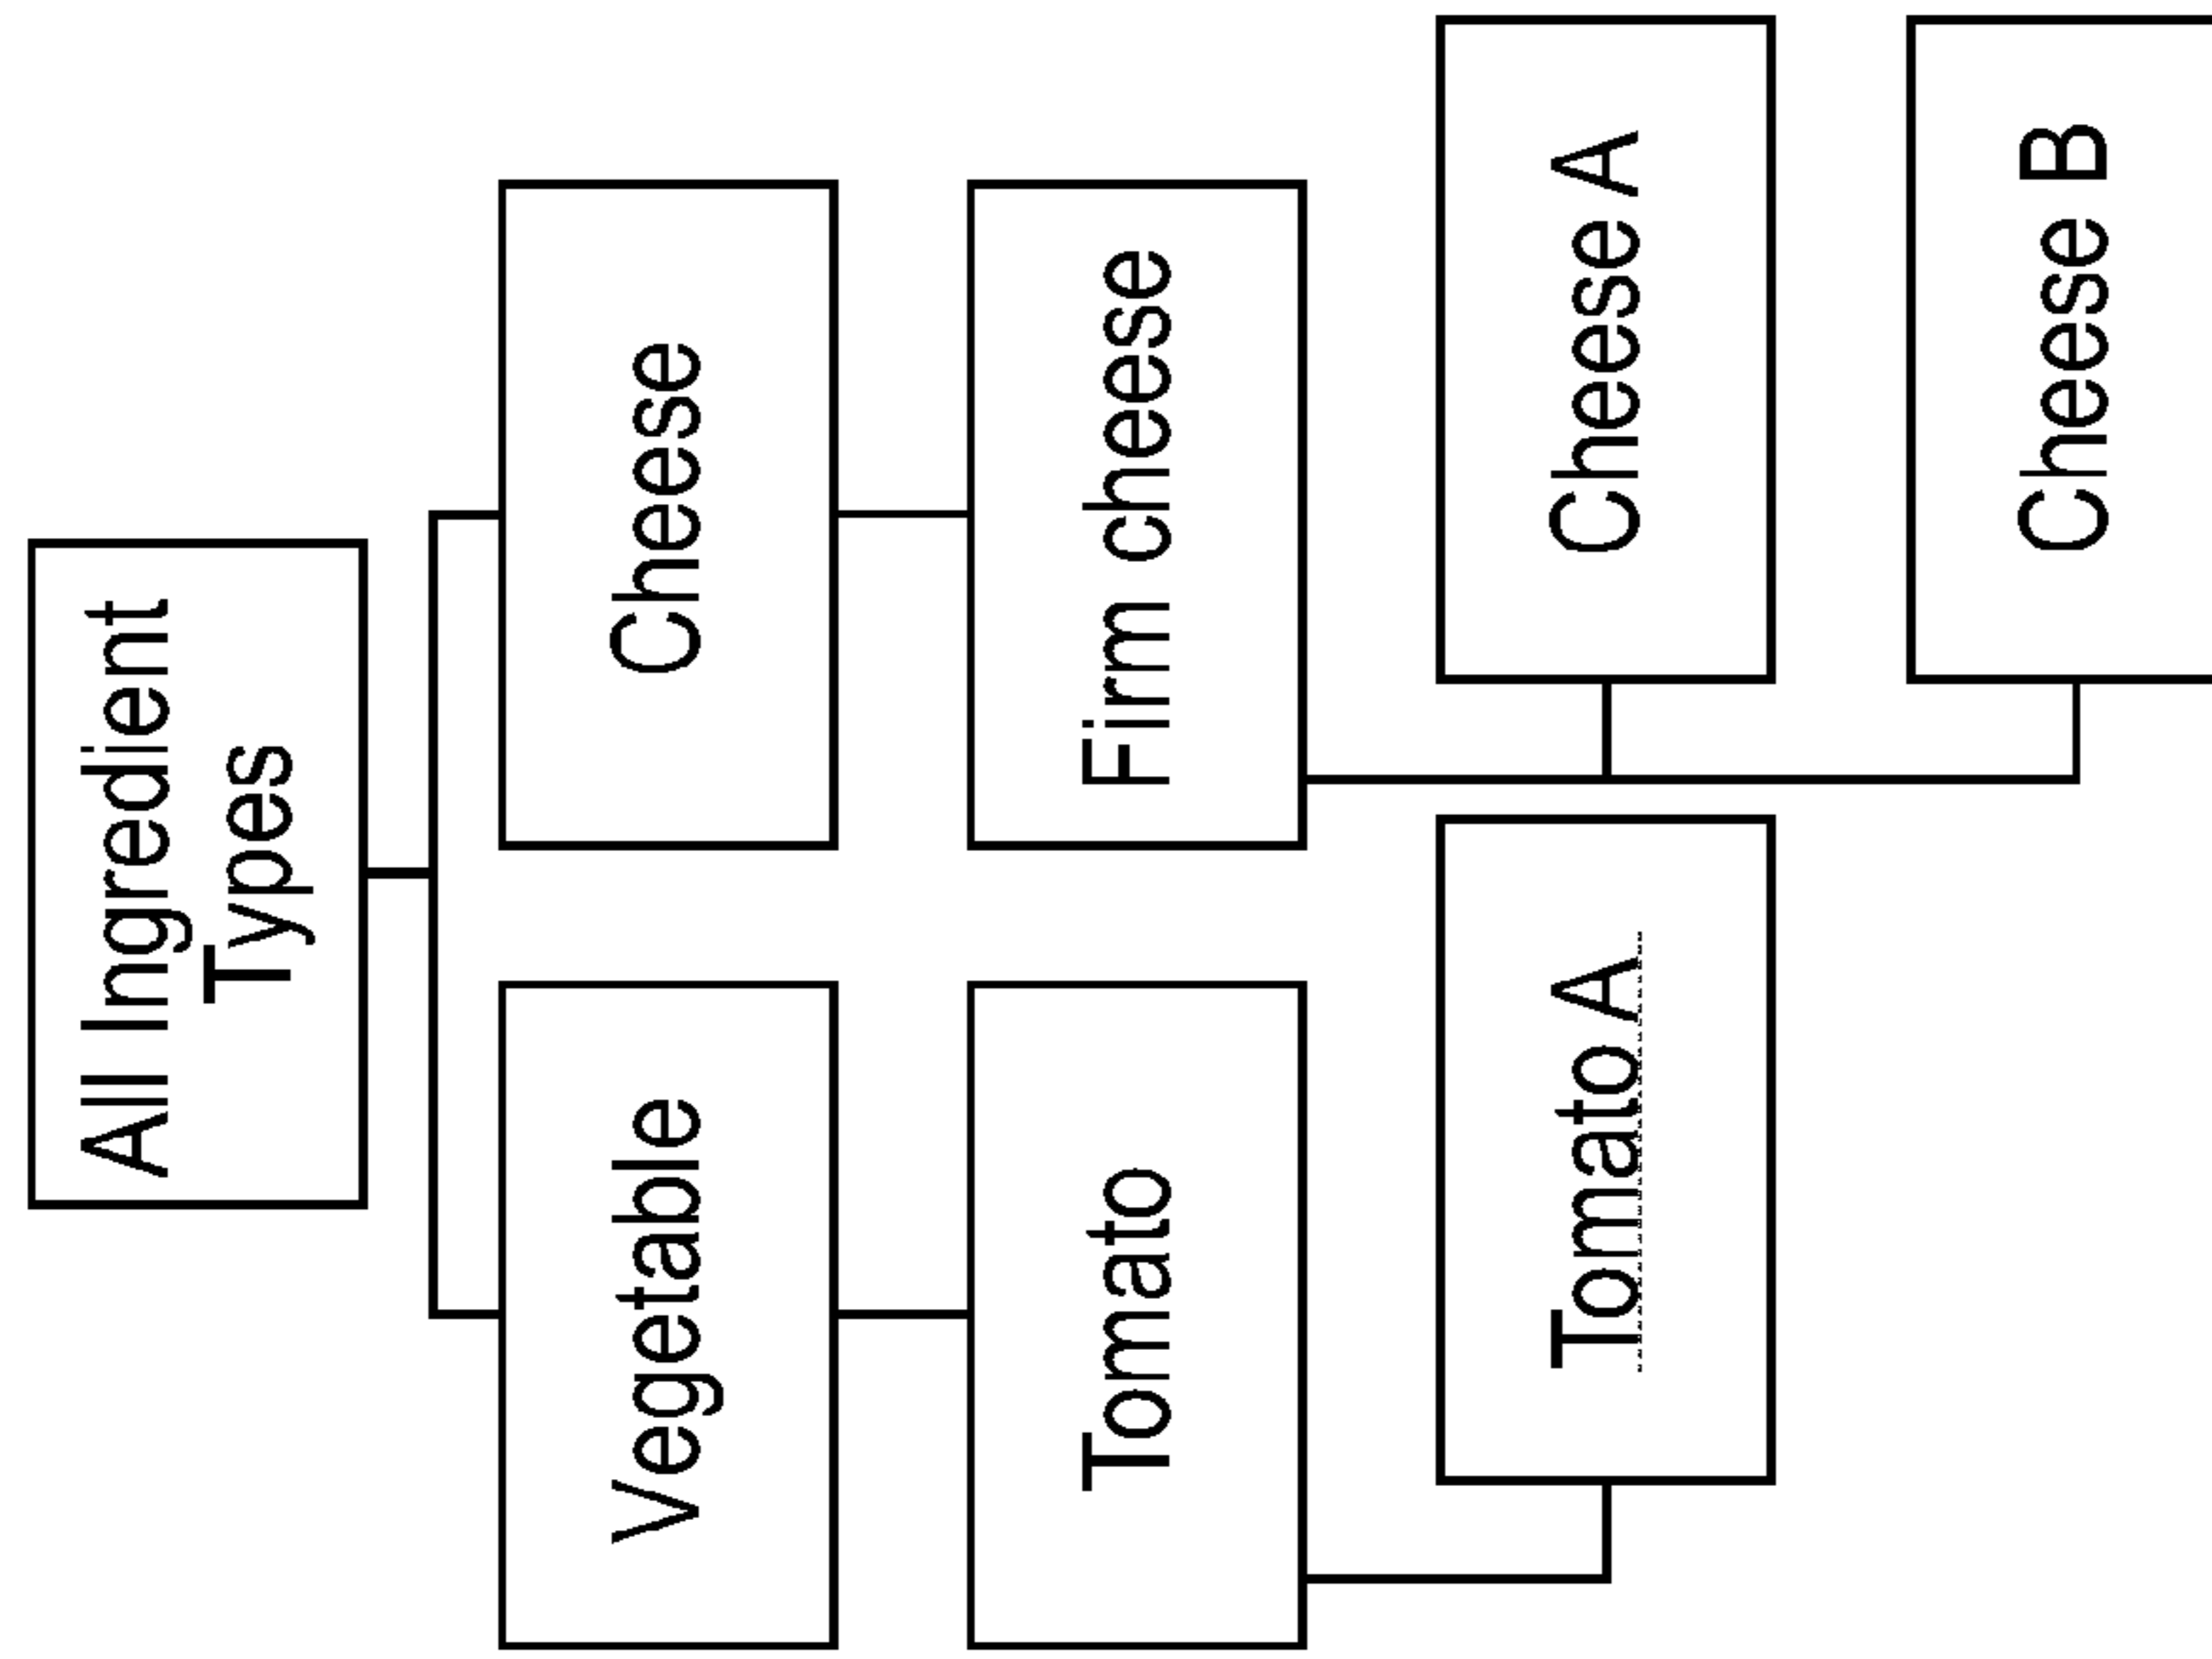 All Ingredient
Types
Vegetable
Cheese
Tomato
Firm cheese
Tomato A
Cheese A
Cheese B